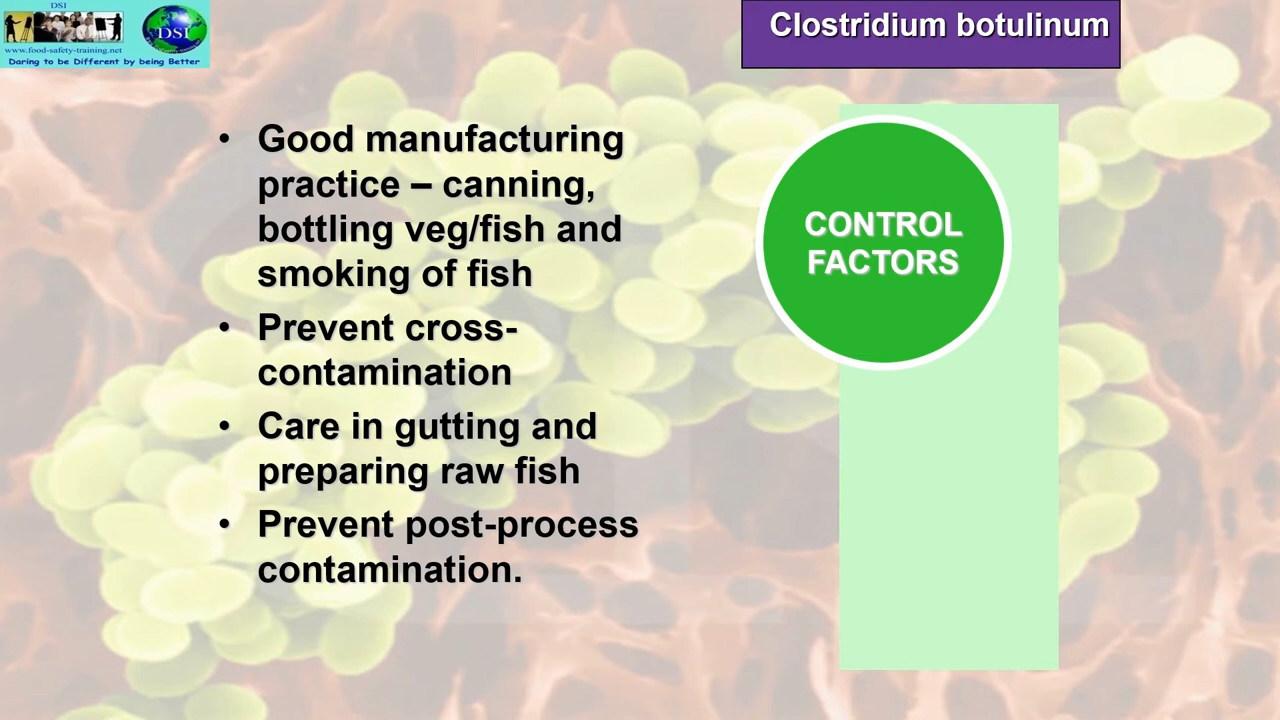 DSI
DSI
www.food-safety-training.net
Daring to be Different by being Better
Clostridium botulinum
• Good manufacturing
practice – canning,
bottling veg/fish and
smoking of fish
• Prevent cross-
contamination
• Care in gutting and
preparing raw fish
• Prevent post-process
contamination.
CONTROL
FACTORS